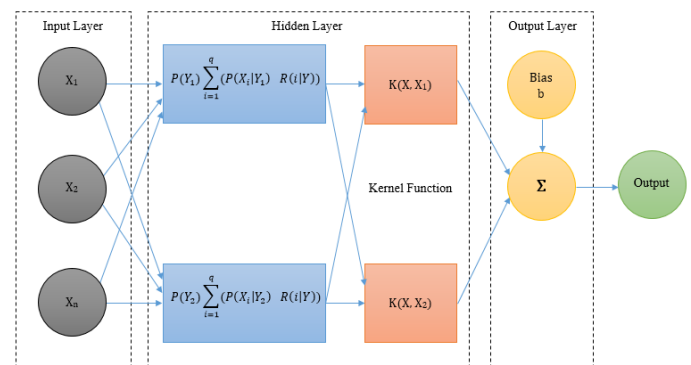 Input Layer
Hidden Layer
Output Layer
X₁
X₂
Xₙ
P(Y₁) ∑_{i=1}^{q} (P(Xᵢ|Y₁) R(i|Y))
P(Y₂) ∑_{i=1}^{q} (P(Xᵢ|Y₂) R(i|Y))
K(X, X₁)
Kernel Function
K(X, X₂)
Bias
b
Σ
Output